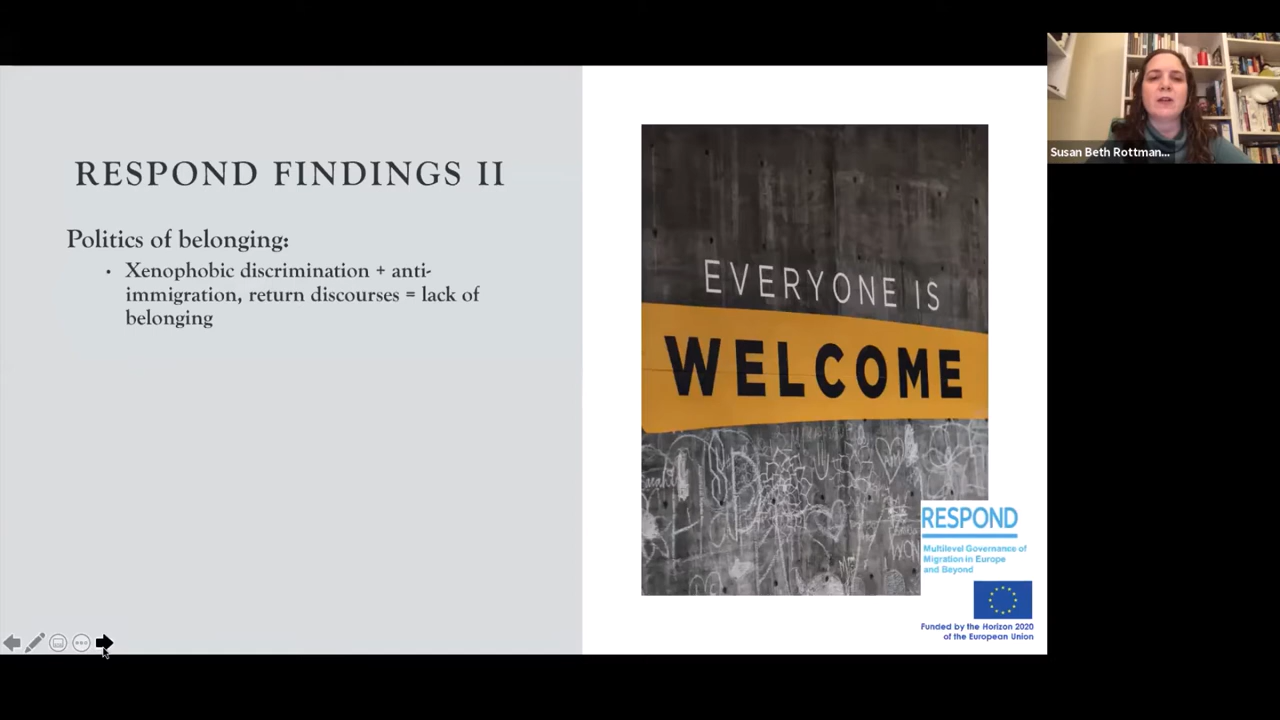 RESPOND FINDINGS II
Politics of belonging:
• Xenophobic discrimination + anti-
immigration, return discourses = lack of
belonging
EVERYONE IS
WELCOME
RESPOND
Multilevel Governance of
Migration in Europe
and Beyond
Funded by the Horizon 2020
of the European Union
Susan Beth Rottman...